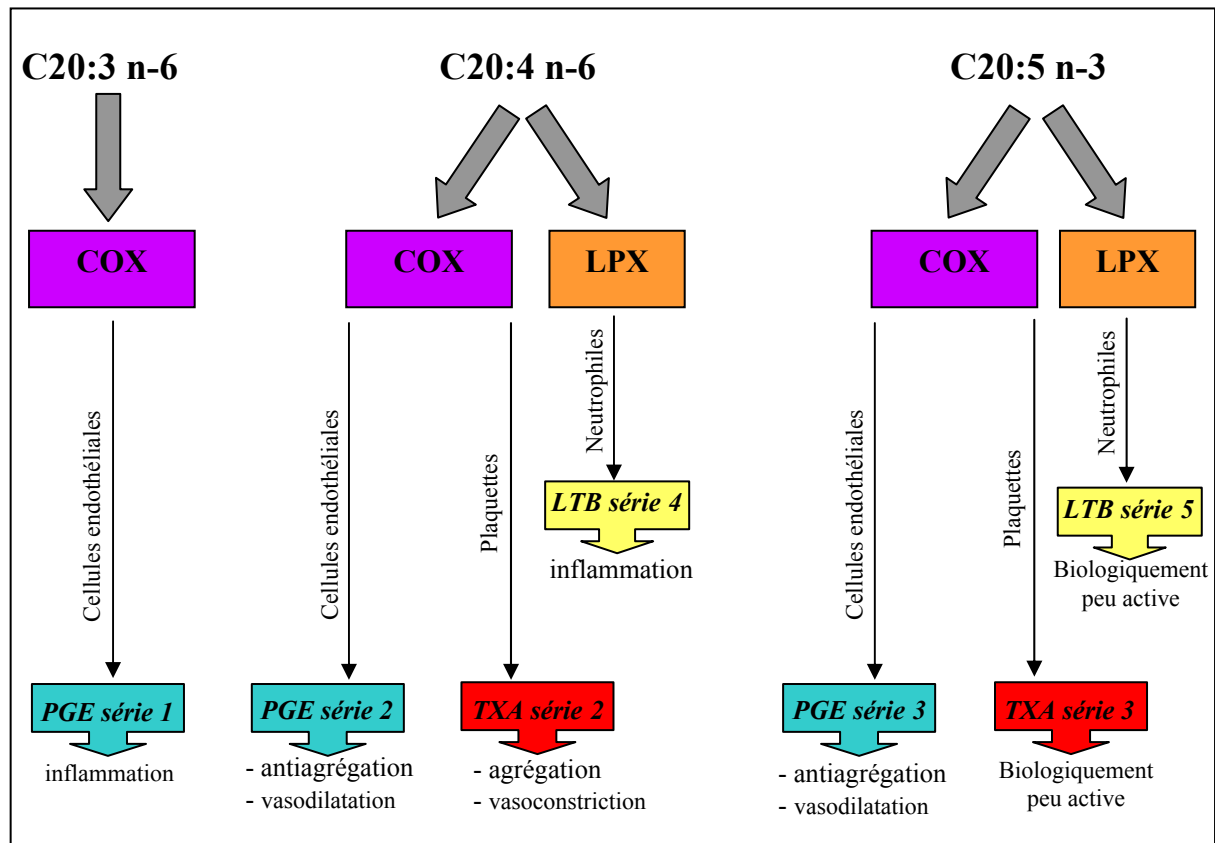 C20:3 n-6
C20:4 n-6
C20:5 n-3
COX
COX
LPX
COX
LPX
Cellules endothéliales
Cellules endothéliales
Plaquettes
Neutrophiles
Cellules endothéliales
Plaquettes
Neutrophiles
LTB série 4
inflammation
LTB série 5
Biologiquement
peu active
PGE série 1
inflammation
PGE série 2
- antiagrégation
- vasodilatation
TXA série 2
- agrégation
- vasoconstriction
PGE série 3
- antiagrégation
- vasodilatation
TXA série 3
Biologiquement
peu active